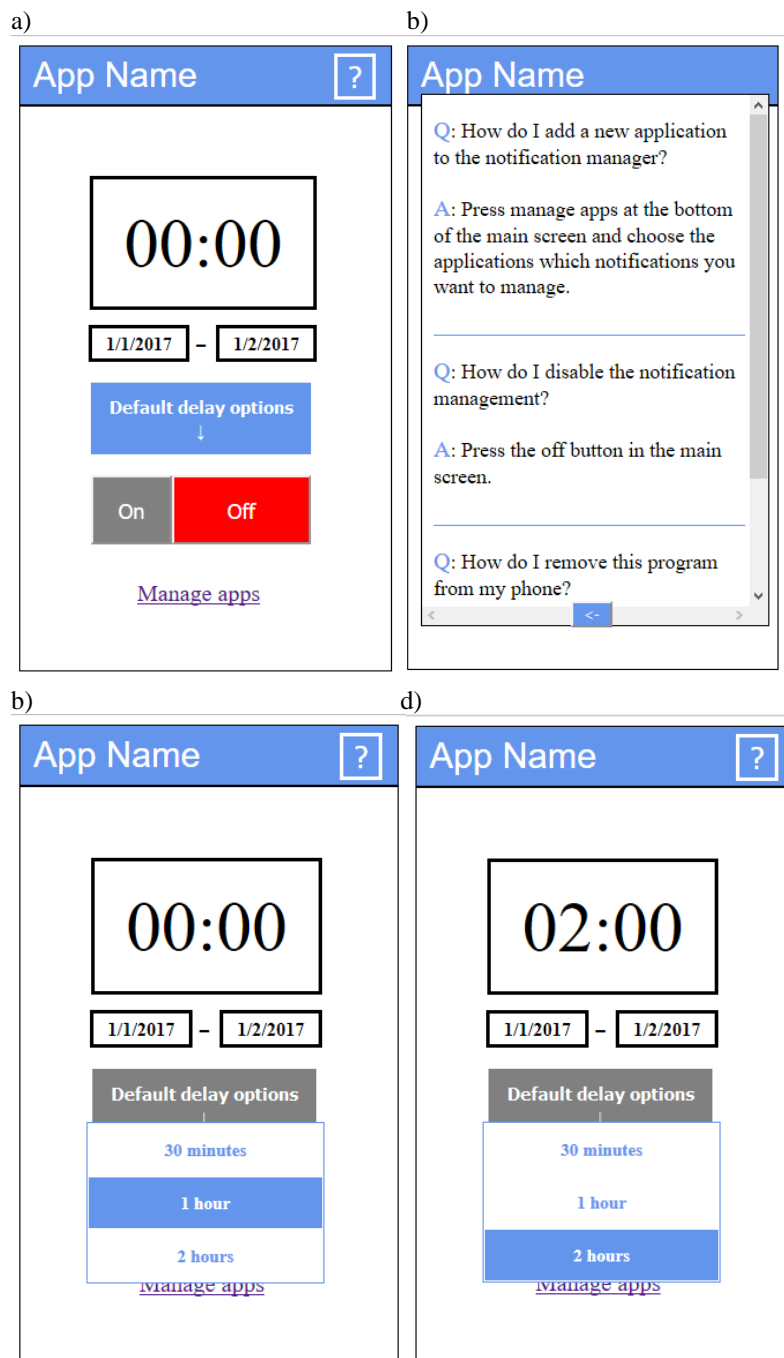 a)
b)
App Name
?
00:00
1/1/2017 – 1/2/2017
Default delay options
↓
On Off
Manage apps
App Name
Q: How do I add a new application
to the notification manager?
A: Press manage apps at the bottom
of the main screen and choose the
applications which notifications you
want to manage.
Q: How do I disable the notification
management?
A: Press the off button in the main
screen.
Q: How do I remove this program
from my phone?
<-
b)
d)
App Name
?
00:00
1/1/2017 – 1/2/2017
Default delay options
30 minutes
1 hour
2 hours
Manage apps
App Name
?
02:00
1/1/2017 – 1/2/2017
Default delay options
30 minutes
1 hour
2 hours
Manage apps